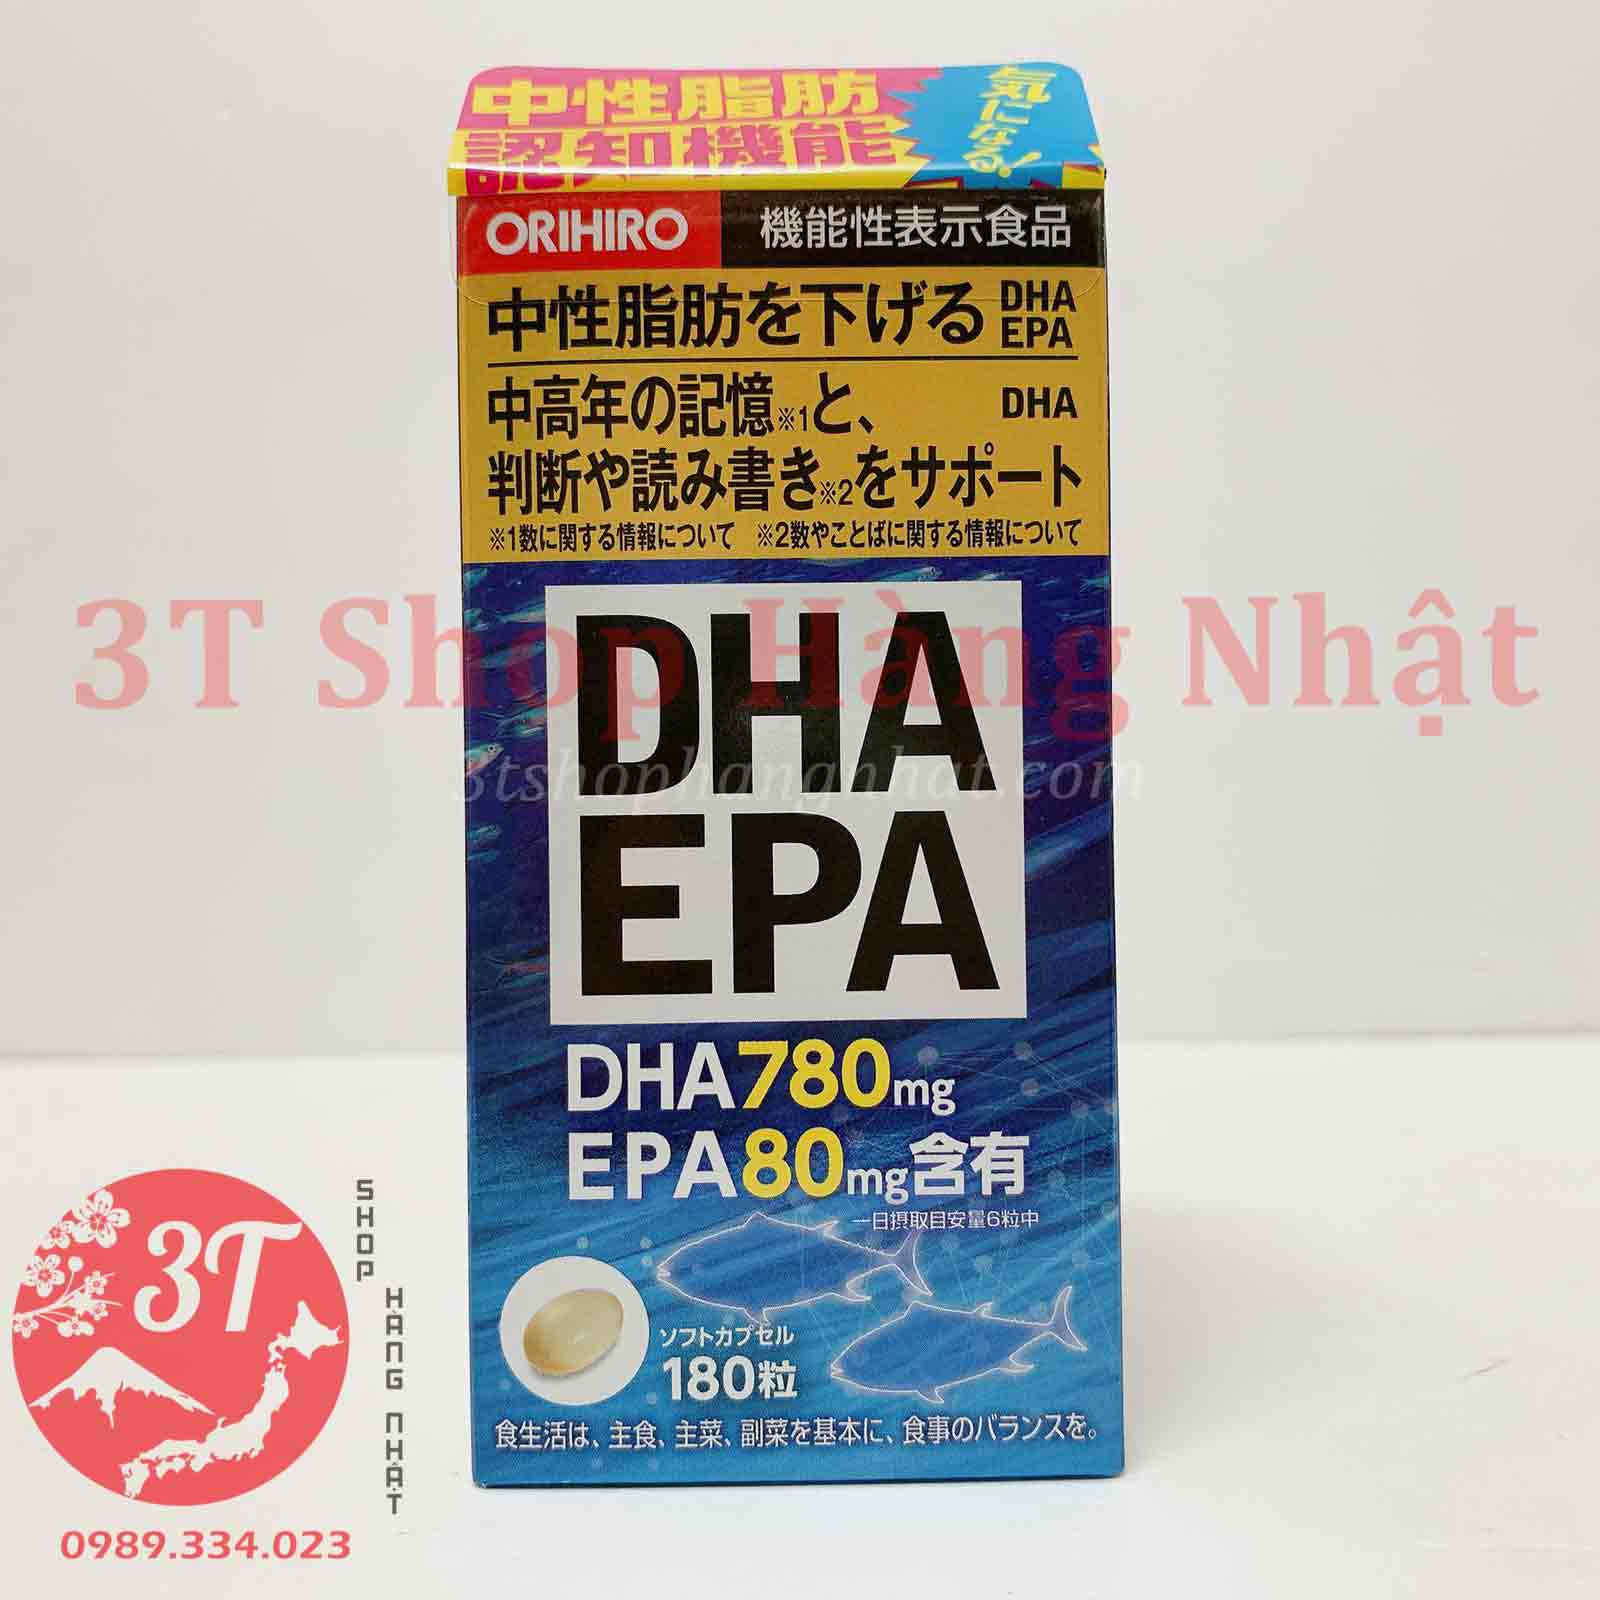 中性脂肪
認知機能
気になる!
ORIHIRO
機能性表示食品
中性脂肪を下げる DHA EPA
中高年の記憶※1と、 DHA
判断や読み書き※2をサポート
※1数に関する情報について ※2数やことばに関する情報について
3T Shop Hàng Nhật
DHA
3tshophangnhat.com
EPA
DHA780mg
EPA80mg含有
一日摂取目安量6粒中
ソフトカプセル
180粒
食生活は、主食、主菜、副菜を基本に、食事のバランスを。
3T
SHOP
HÀNG NHẬT
0989.334.023